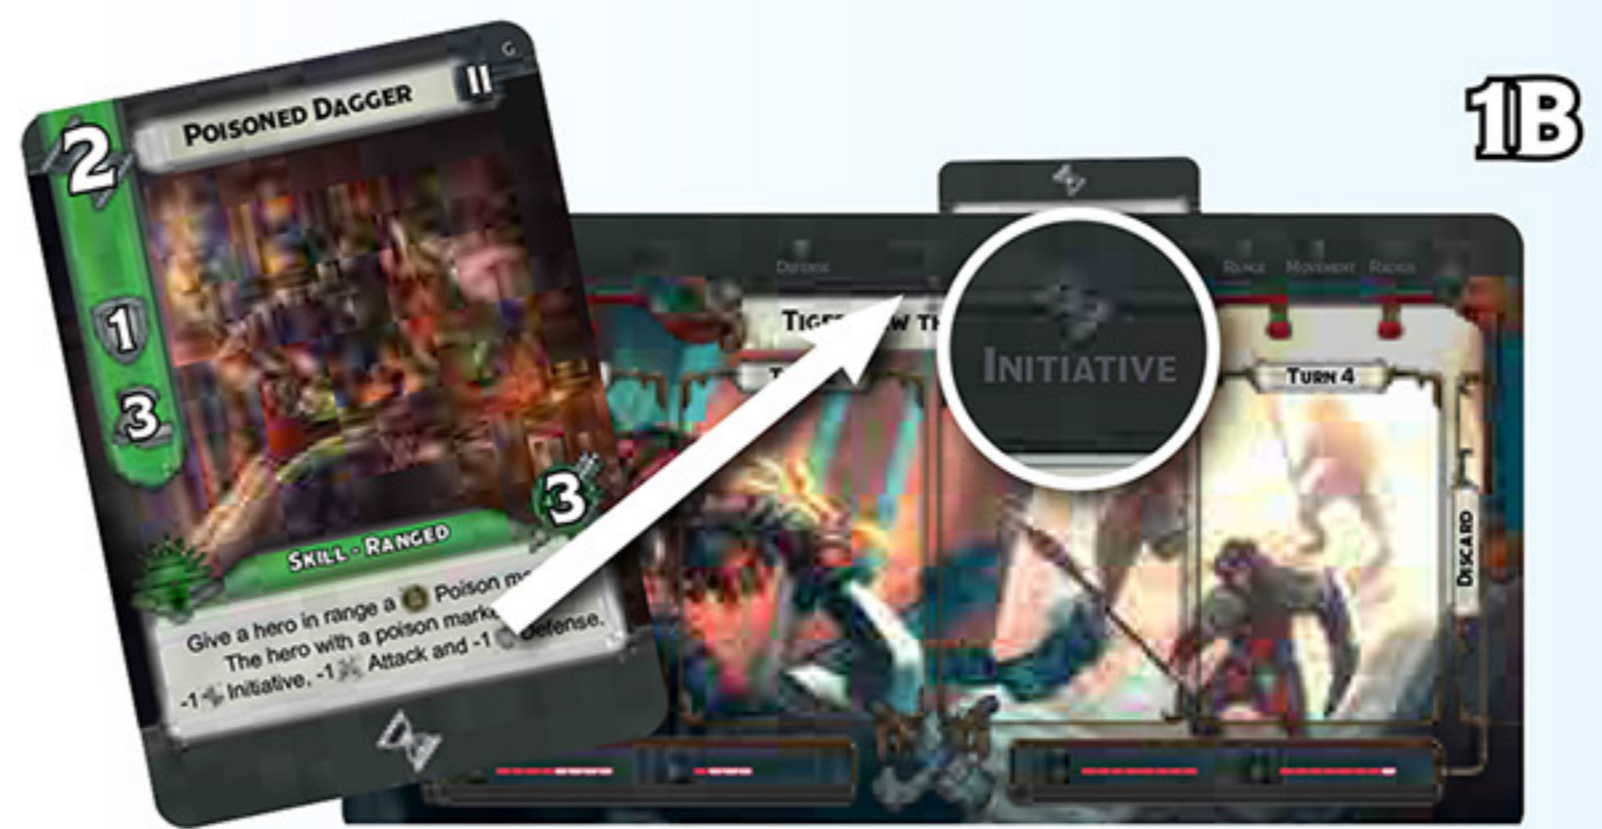 1B
G
2
POISONED DAGGER
II
1
3
3
SKILL - RANGED
Give a hero in range a Poison
The hero with a poison
-1 Initiative, -1 Attack and -1 Defense.
DEFENSE
RANGE MOVEMENT RADIUS
INITIATIVE
TURN 4
DISCARD